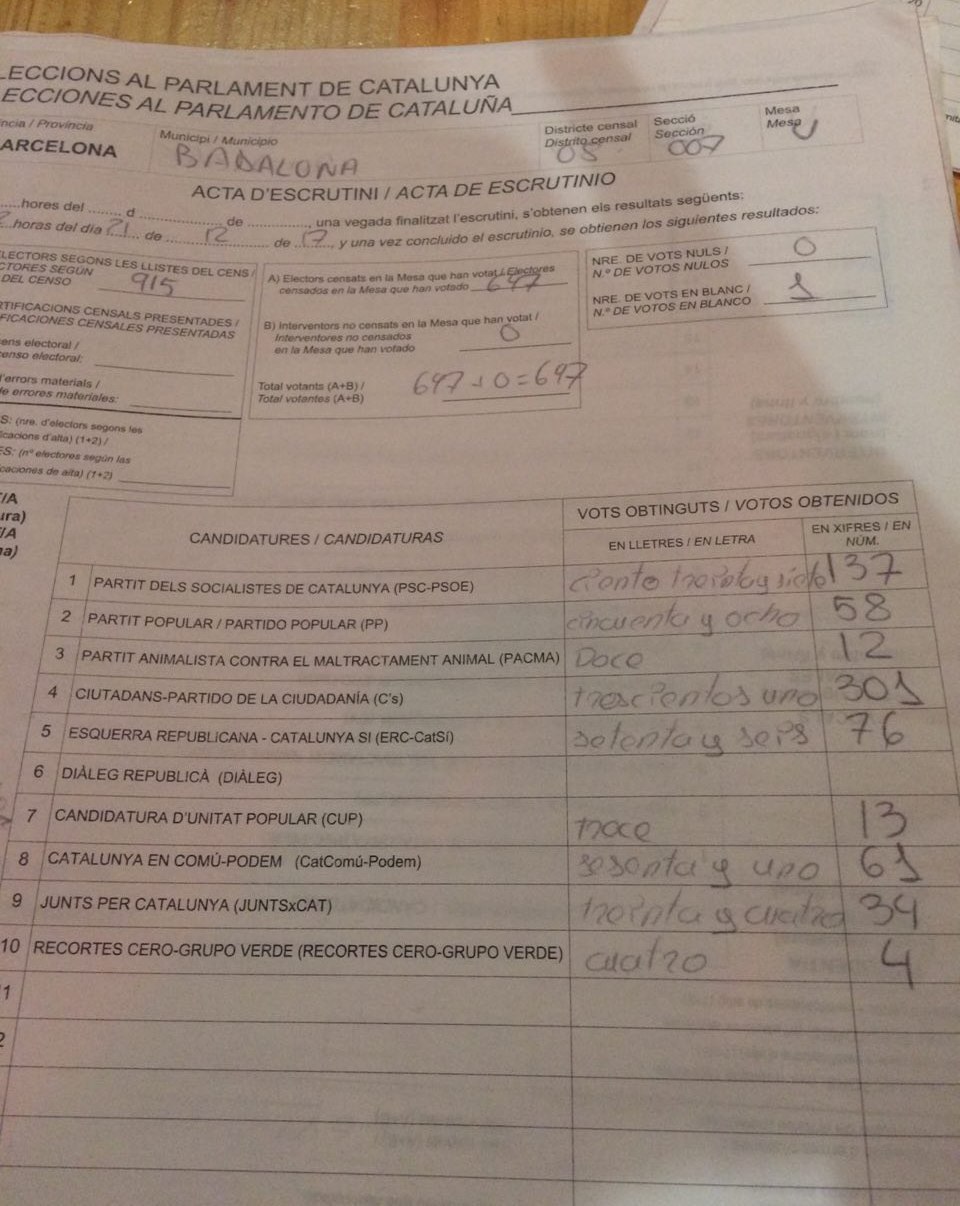 LECCIONS AL PARLAMENT DE CATALUNYA
ECCIONES AL PARLAMENTO DE CATALUÑA
ncia / Provincia
ARCELONA
Municipi / Municipio
BADALONA
Districte censal
Distrito censal
05
Secció
Sección
007
Mesa
Mesa
U
ACTA D'ESCRUTINI / ACTA DE ESCRUTINIO
hores del ........ d ........ de ........, una vegada finalitzat l'escrutini, s'obtenen els resultats següents:
horas del día 21 de 12 de 17, y una vez concluido el escrutinio, se obtienen los siguientes resultados:
LECTORS SEGONS LES LLISTES DEL CENS /
CTORES SEGÚN
DEL CENSO 915
RTIFICACIONS CENSALS PRESENTADES /
FICACIONES CENSALES PRESENTADAS
ens electoral /
enso electoral:
'errors materials /
de errores materiales:
S: (nre. d'electors segons les
ficacions d'alta) (1+2) /
ES: (nº electores según las
caciones de alta) (1+2)
A) Electors censats en la Mesa que han votat / Electores
censados en la Mesa que han votado 697
B) Interventors no censats en la Mesa que han votat /
Interventores no censados
en la Mesa que han votado 0
Total votants (A+B) /
Total votantes (A+B) 697 + 0 = 697
NRE. DE VOTS NULS /
N.º DE VOTOS NULOS 0
NRE. DE VOTS EN BLANC /
N.º DE VOTOS EN BLANCO 1
/A
ura)
/A
na)
CANDIDATURES / CANDIDATURAS
VOTS OBTINGUTS / VOTOS OBTENIDOS
EN LLETRES / EN LETRA
EN XIFRES / EN
NÚM.
1 PARTIT DELS SOCIALISTES DE CATALUNYA (PSC-PSOE) ciento treinta y siete 137
2 PARTIT POPULAR / PARTIDO POPULAR (PP) cincuenta y ocho 58
3 PARTIT ANIMALISTA CONTRA EL MALTRACTAMENT ANIMAL (PACMA) Doce 12
4 CIUTADANS-PARTIDO DE LA CIUDADANÍA (C's) trescientos uno 301
5 ESQUERRA REPUBLICANA - CATALUNYA SI (ERC-CatSí) setenta y seis 76
6 DIÀLEG REPUBLICÀ (DIÀLEG)
7 CANDIDATURA D'UNITAT POPULAR (CUP) trece 13
8 CATALUNYA EN COMÚ-PODEM (CatComú-Podem) sesenta y uno 61
9 JUNTS PER CATALUNYA (JUNTSxCAT) treinta y cuatro 34
10 RECORTES CERO-GRUPO VERDE (RECORTES CERO-GRUPO VERDE) cuatro 4
1
2